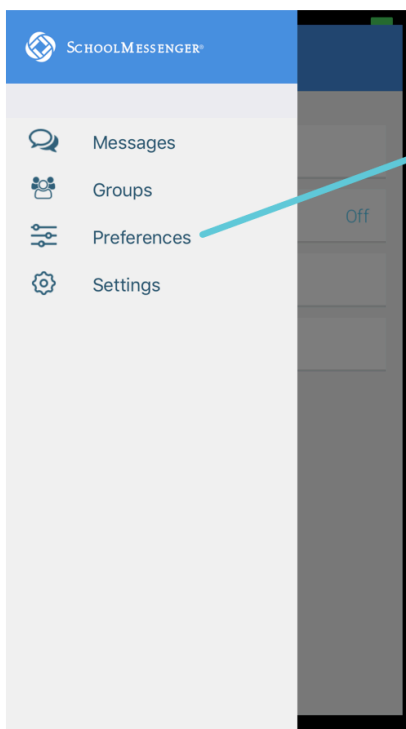 SCHOOLMESSENGER®
Messages
Groups
Off
Preferences
Settings